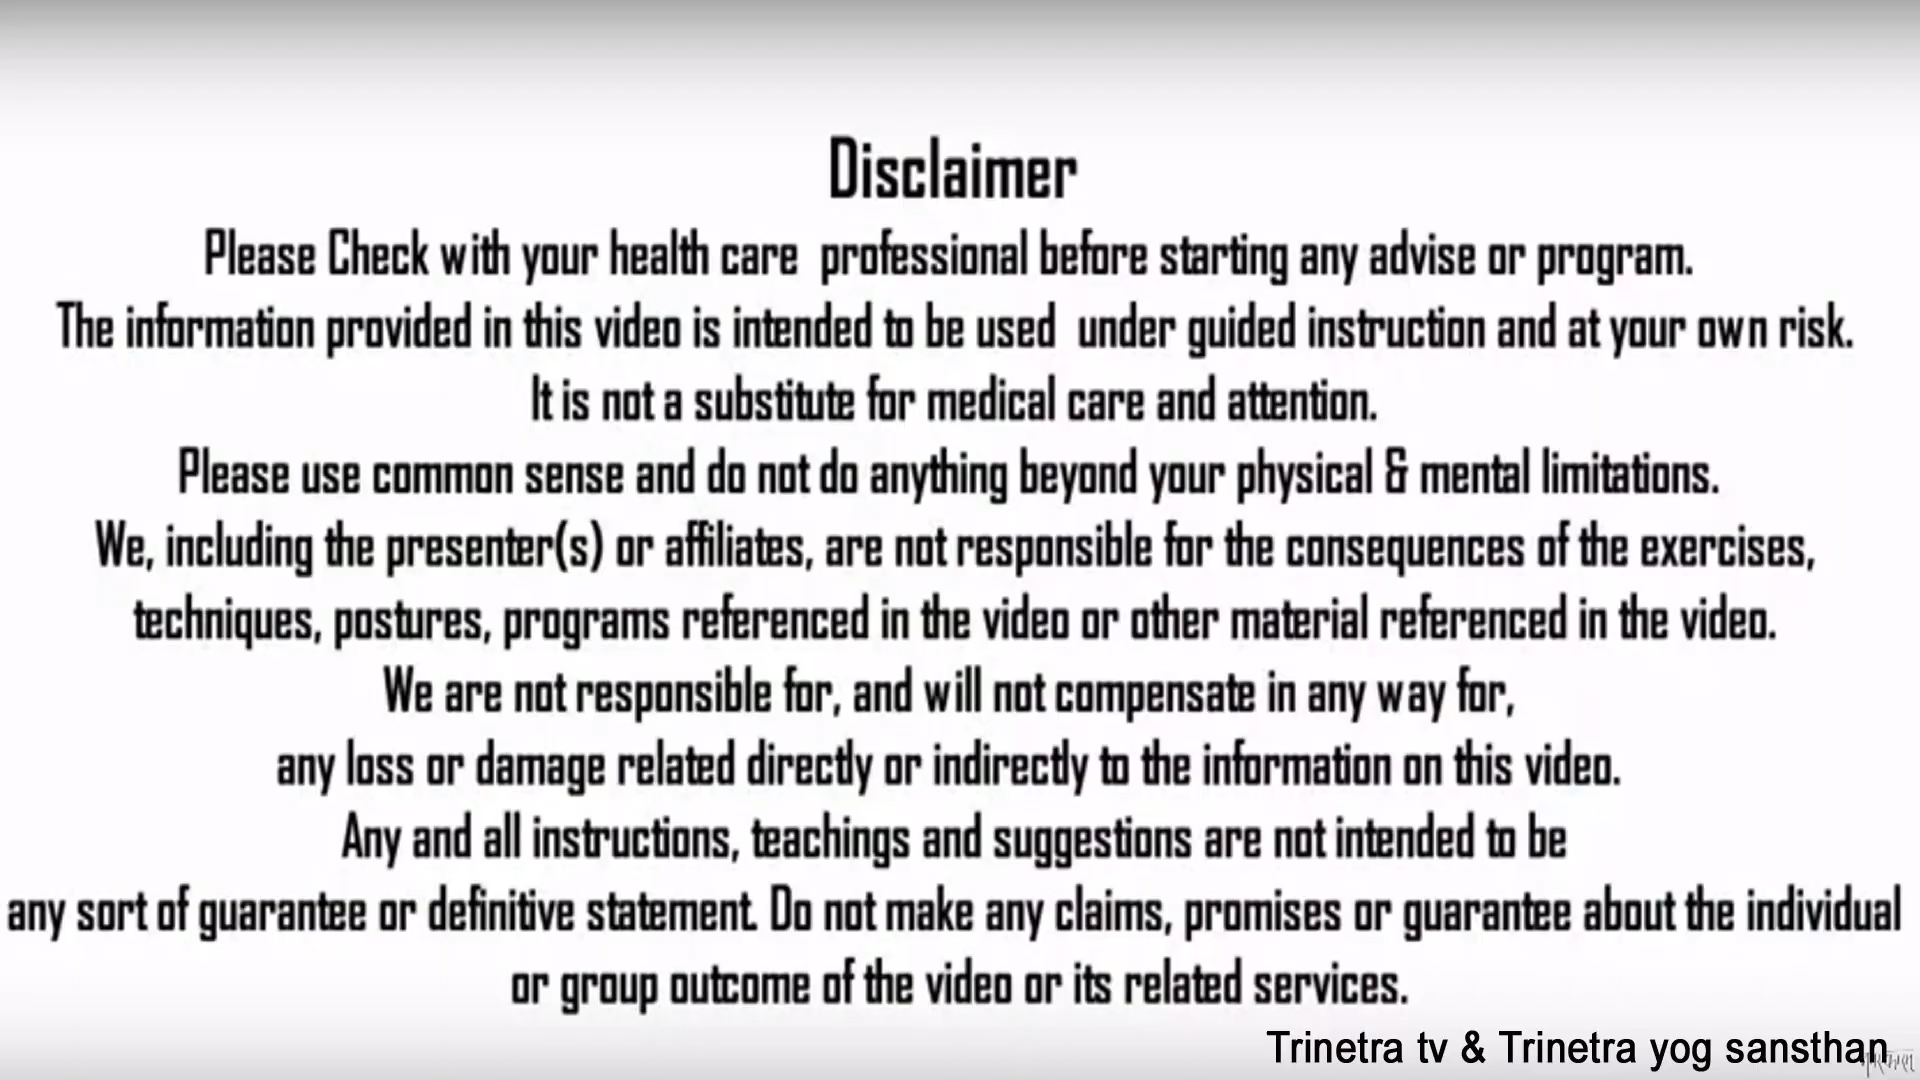 Disclaimer
Please Check with your health care professional before starting any advise or program.
The information provided in this video is intended to be used under guided instruction and at your own risk.
It is not a substitute for medical care and attention.
Please use common sense and do not do anything beyond your physical & mental limitations.
We, including the presenter(s) or affiliates, are not responsible for the consequences of the exercises,
techniques, postures, programs referenced in the video or other material referenced in the video.
We are not responsible for, and will not compensate in any way for,
any loss or damage related directly or indirectly to the information on this video.
Any and all instructions, teachings and suggestions are not intended to be
any sort of guarantee or definitive statement. Do not make any claims, promises or guarantee about the individual
or group outcome of the video or its related services.
Trinetra tv & Trinetra yog sansthan